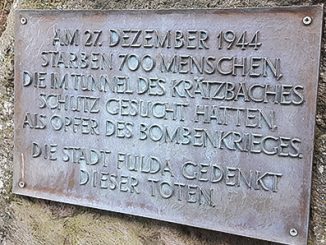 AM 27. DEZEMBER 1944
STARBEN 700 MENSCHEN,
DIE IM TUNNEL DES KRÄTZBACHES
SCHUTZ GESUCHT HATTEN,
ALS OPFER DES BOMBENKRIEGES.
DIE STADT FULDA GEDENKT
DIESER TOTEN.